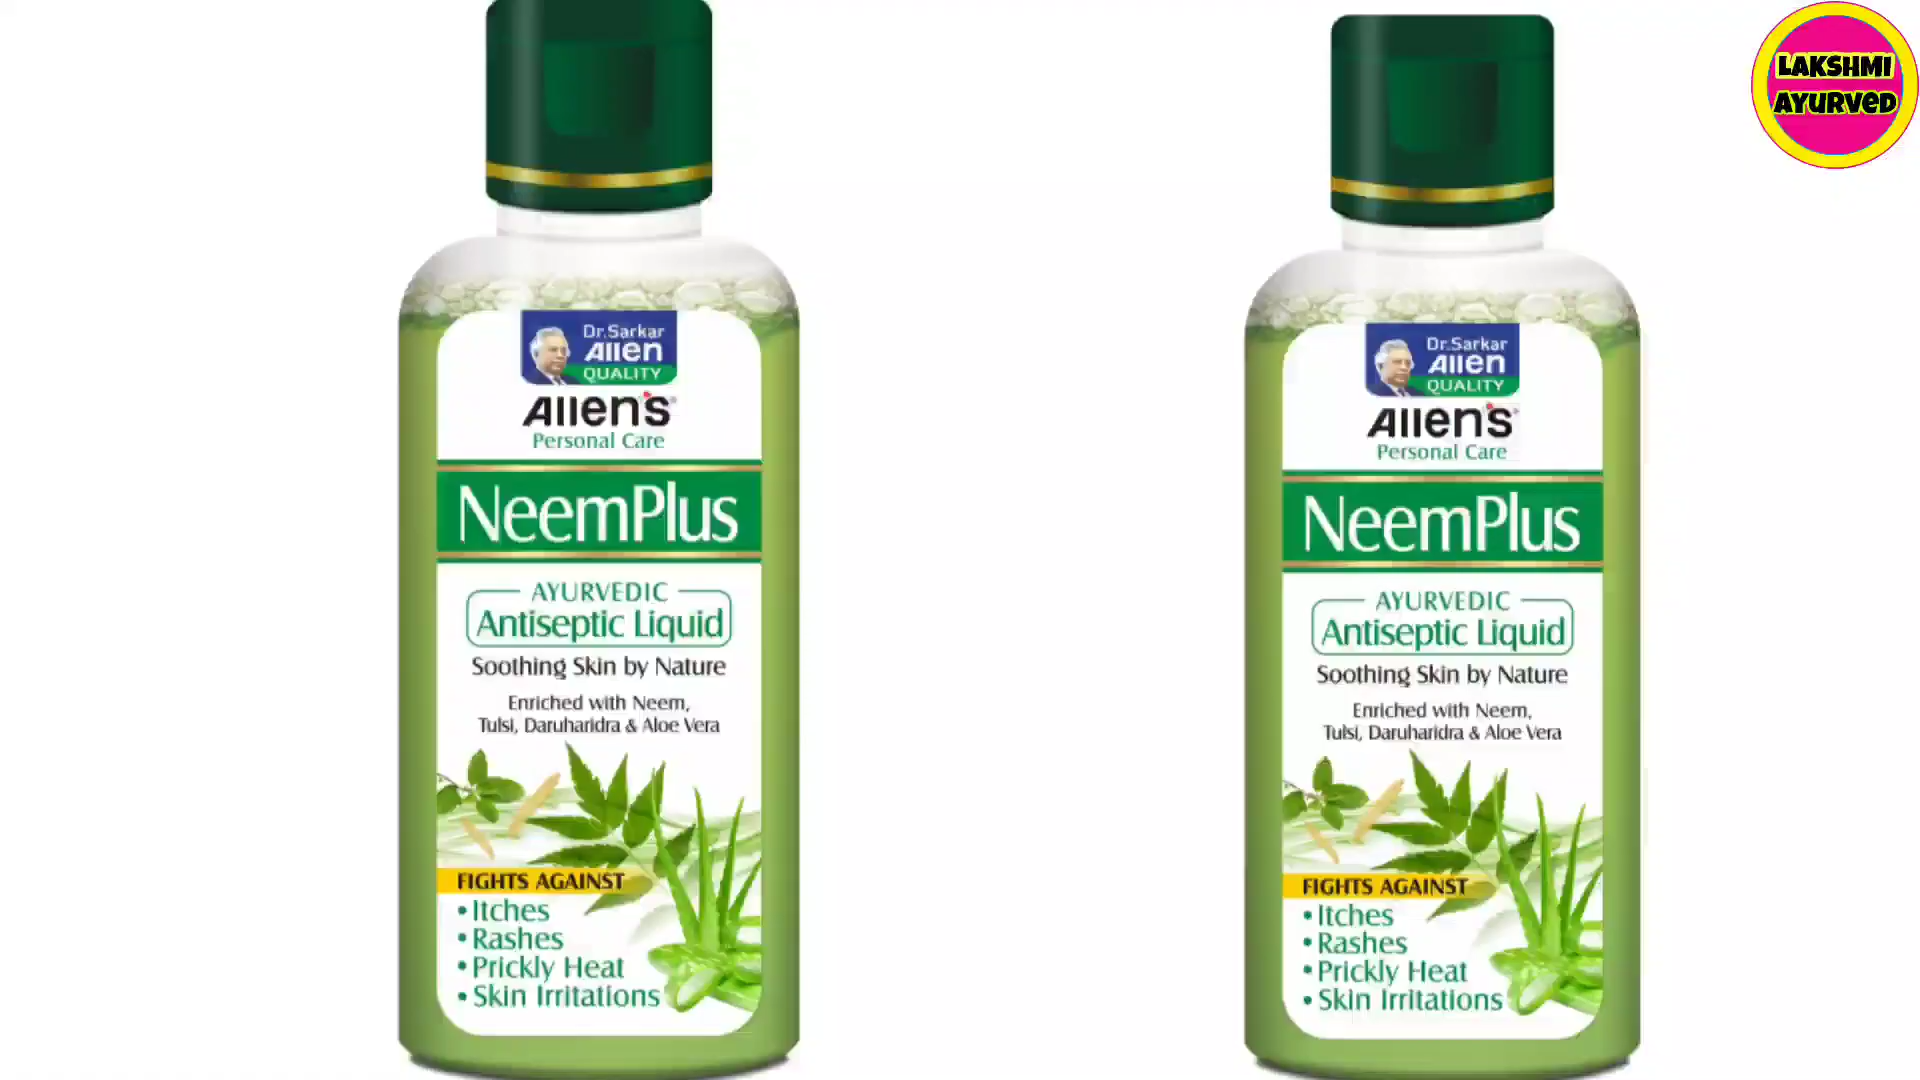 Dr.Sarkar
Allen
QUALITY
Allen's
Personal Care
NeemPlus
AYURVEDIC
Antiseptic Liquid
Soothing Skin by Nature
Enriched with Neem,
Tulsi, Daruharidra & Aloe Vera
FIGHTS AGAINST
• Itches
• Rashes
• Prickly Heat
• Skin Irritations
Dr.Sarkar
Allen
QUALITY
Allen's
Personal Care
NeemPlus
AYURVEDIC
Antiseptic Liquid
Soothing Skin by Nature
Enriched with Neem,
Tulsi, Daruharidra & Aloe Vera
FIGHTS AGAINST
• Itches
• Rashes
• Prickly Heat
• Skin Irritations
LAKSHMI
AYURVED